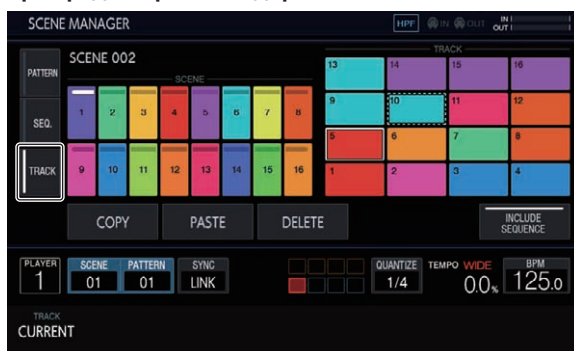 SCENE MANAGER
HPF
IN
OUT
IN
OUT
PATTERN
SEQ.
TRACK
SCENE 002
SCENE
1 2 3 4 5 6 7 8
9 10 11 12 13 14 15 16
TRACK
13 14 15 16
9 10 11 12
5 6 7 8
1 2 3 4
COPY PASTE DELETE
INCLUDE
SEQUENCE
PLAYER
1
SCENE PATTERN
01 01
SYNC
LINK
QUANTIZE
1/4
TEMPO WIDE
0.0%
BPM
125.0
TRACK
CURRENT